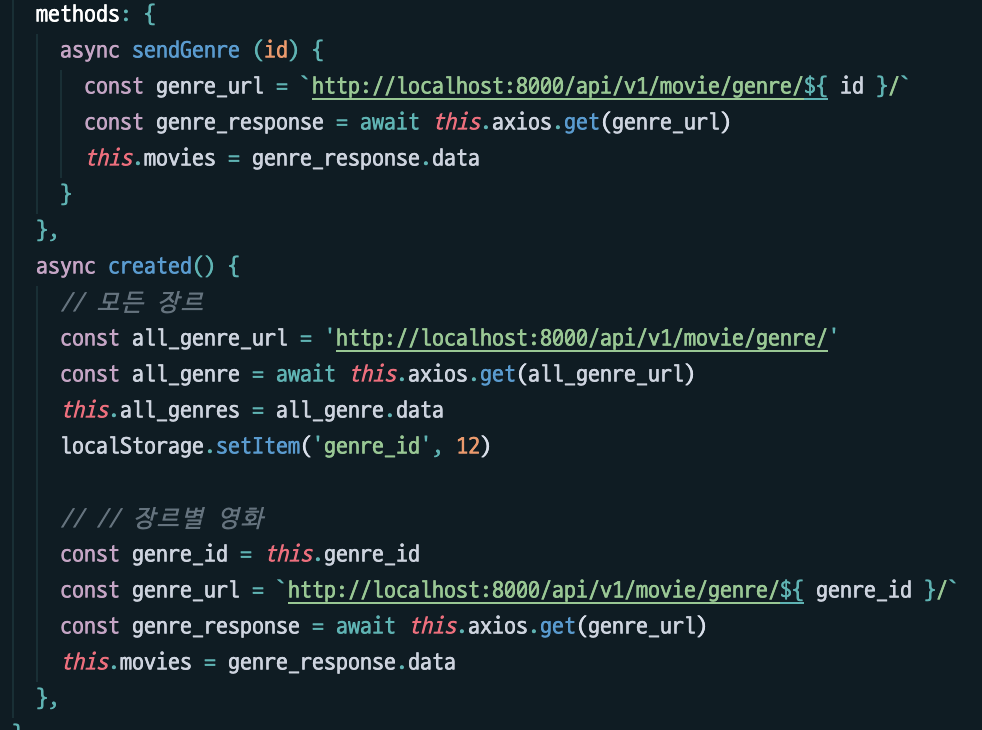 methods: {
async sendGenre (id) {
const genre_url = `http://localhost:8000/api/v1/movie/genre/${ id }/`
const genre_response = await this.axios.get(genre_url)
this.movies = genre_response.data
}
},
async created() {
// 모든 장르
const all_genre_url = 'http://localhost:8000/api/v1/movie/genre/'
const all_genre = await this.axios.get(all_genre_url)
this.all_genres = all_genre.data
localStorage.setItem('genre_id', 12)
// // 장르별 영화
const genre_id = this.genre_id
const genre_url = `http://localhost:8000/api/v1/movie/genre/${ genre_id }/`
const genre_response = await this.axios.get(genre_url)
this.movies = genre_response.data
},